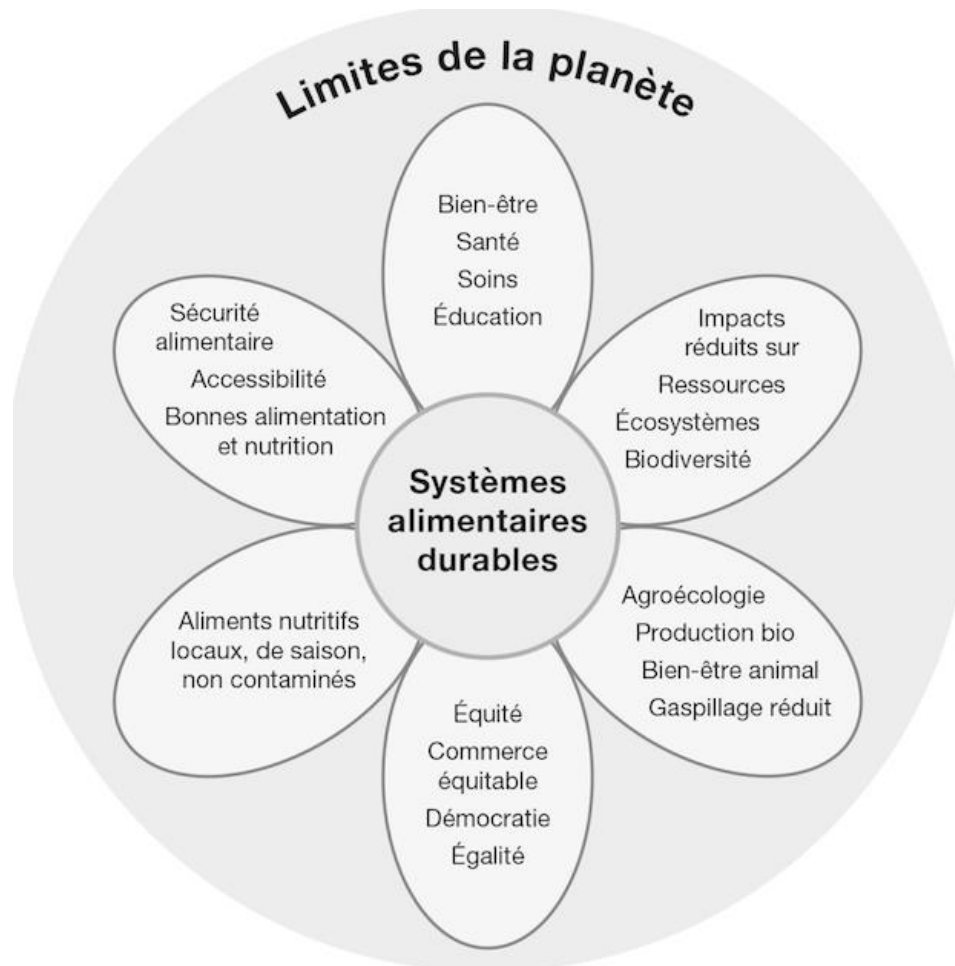 Limites de la planète
Bien-être
Santé
Soins
Éducation
Impacts
réduits sur
Ressources
Écosystèmes
Biodiversité
Agroécologie
Production bio
Bien-être animal
Gaspillage réduit
Équité
Commerce
équitable
Démocratie
Égalité
Aliments nutritifs
locaux, de saison,
non contaminés
Sécurité
alimentaire
Accessibilité
Bonnes alimentation
et nutrition
Systèmes
alimentaires
durables